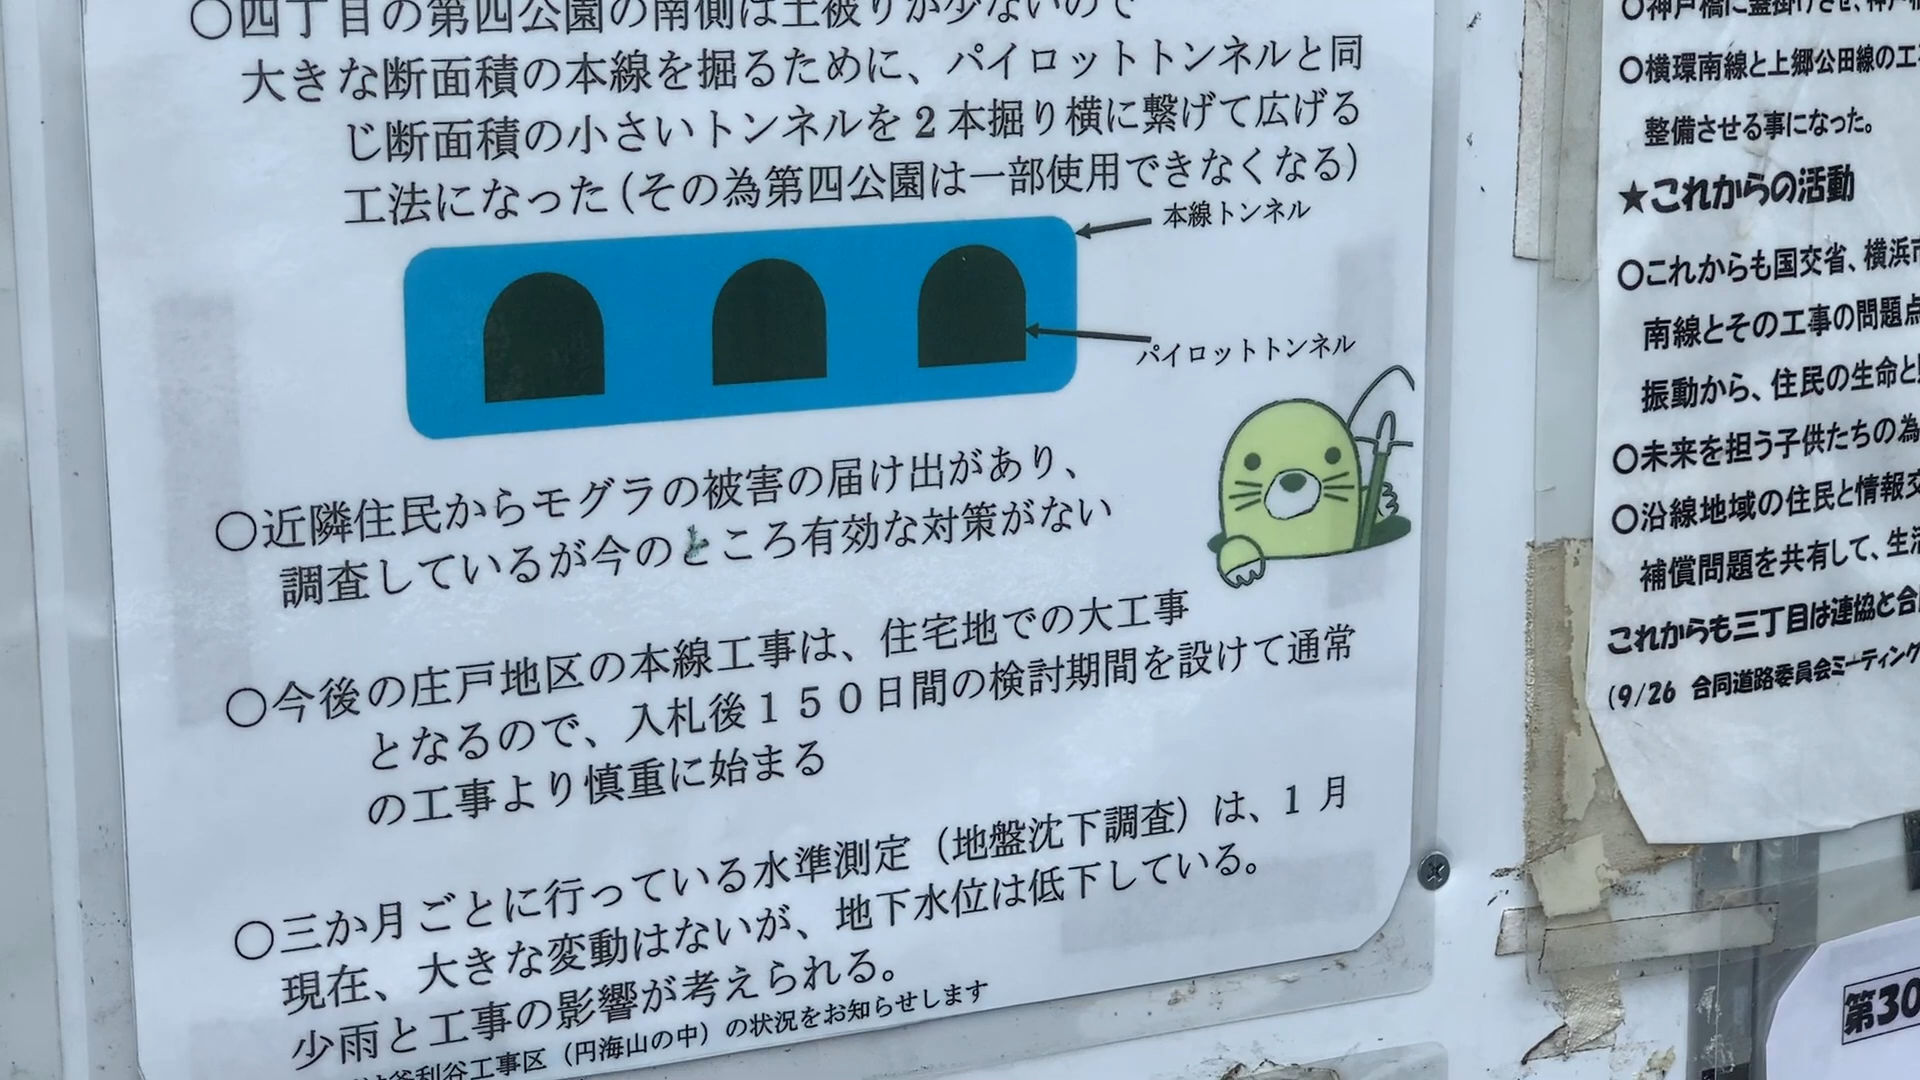 ○四丁目の第四公園の南側は土被りが少ないので
大きな断面積の本線を掘るために、パイロットトンネルと同
じ断面積の小さいトンネルを2本掘り横に繋げて広げる
工法になった(その為第四公園は一部使用できなくなる)
本線トンネル
パイロットトンネル
○近隣住民からモグラの被害の届け出があり、
調査しているが今のところ有効な対策がない
○今後の庄戸地区の本線工事は、住宅地での大工事
となるので、入札後150日間の検討期間を設けて通常
の工事より慎重に始まる
○三か月ごとに行っている水準測定(地盤沈下調査)は、1月
現在、大きな変動はないが、地下水位は低下している。
少雨と工事の影響が考えられる。
釜利谷工事区(円海山の中)の状況をお知らせします
○神戸橋に蓋掛けさせ、神戸橋
○横環南線と上郷公田線の工
整備させる事になった。
★これからの活動
○これからも国交省、横浜市
南線とその工事の問題点
振動から、住民の生命と
○未来を担う子供たちの為
○沿線地域の住民と情報交
補償問題を共有して、生活
これからも三丁目は連協と合
(9/26 合同道路委員会ミーティング
第30